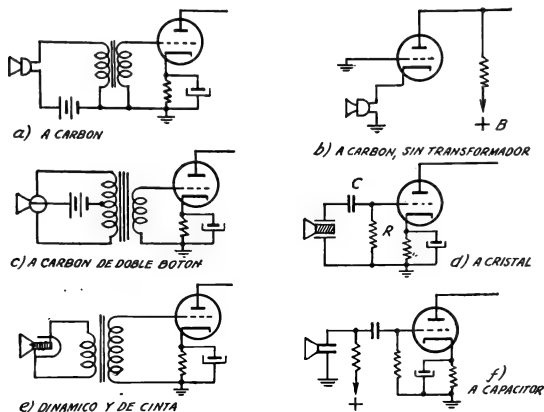 a) A CARBON
+ B
b) A CARBON, SIN TRANSFORMADOR
c) A CARBON DE DOBLE BOTON
C
R
d) A CRISTAL
e) DINAMICO Y DE CINTA
+
f) A CAPACITOR